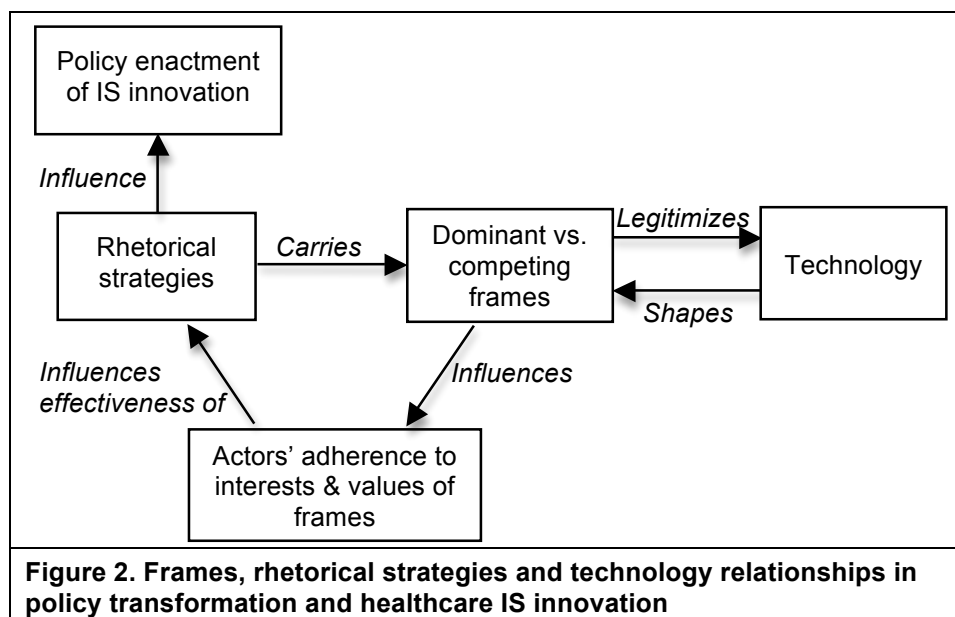 Policy enactment
of IS innovation
Influence
Rhetorical
strategies
Carries
Dominant vs.
competing
frames
Legitimizes
Technology
Shapes
Influences
effectiveness of
Influences
Actors’ adherence to
interests & values of
frames
Figure 2. Frames, rhetorical strategies and technology relationships in
policy transformation and healthcare IS innovation